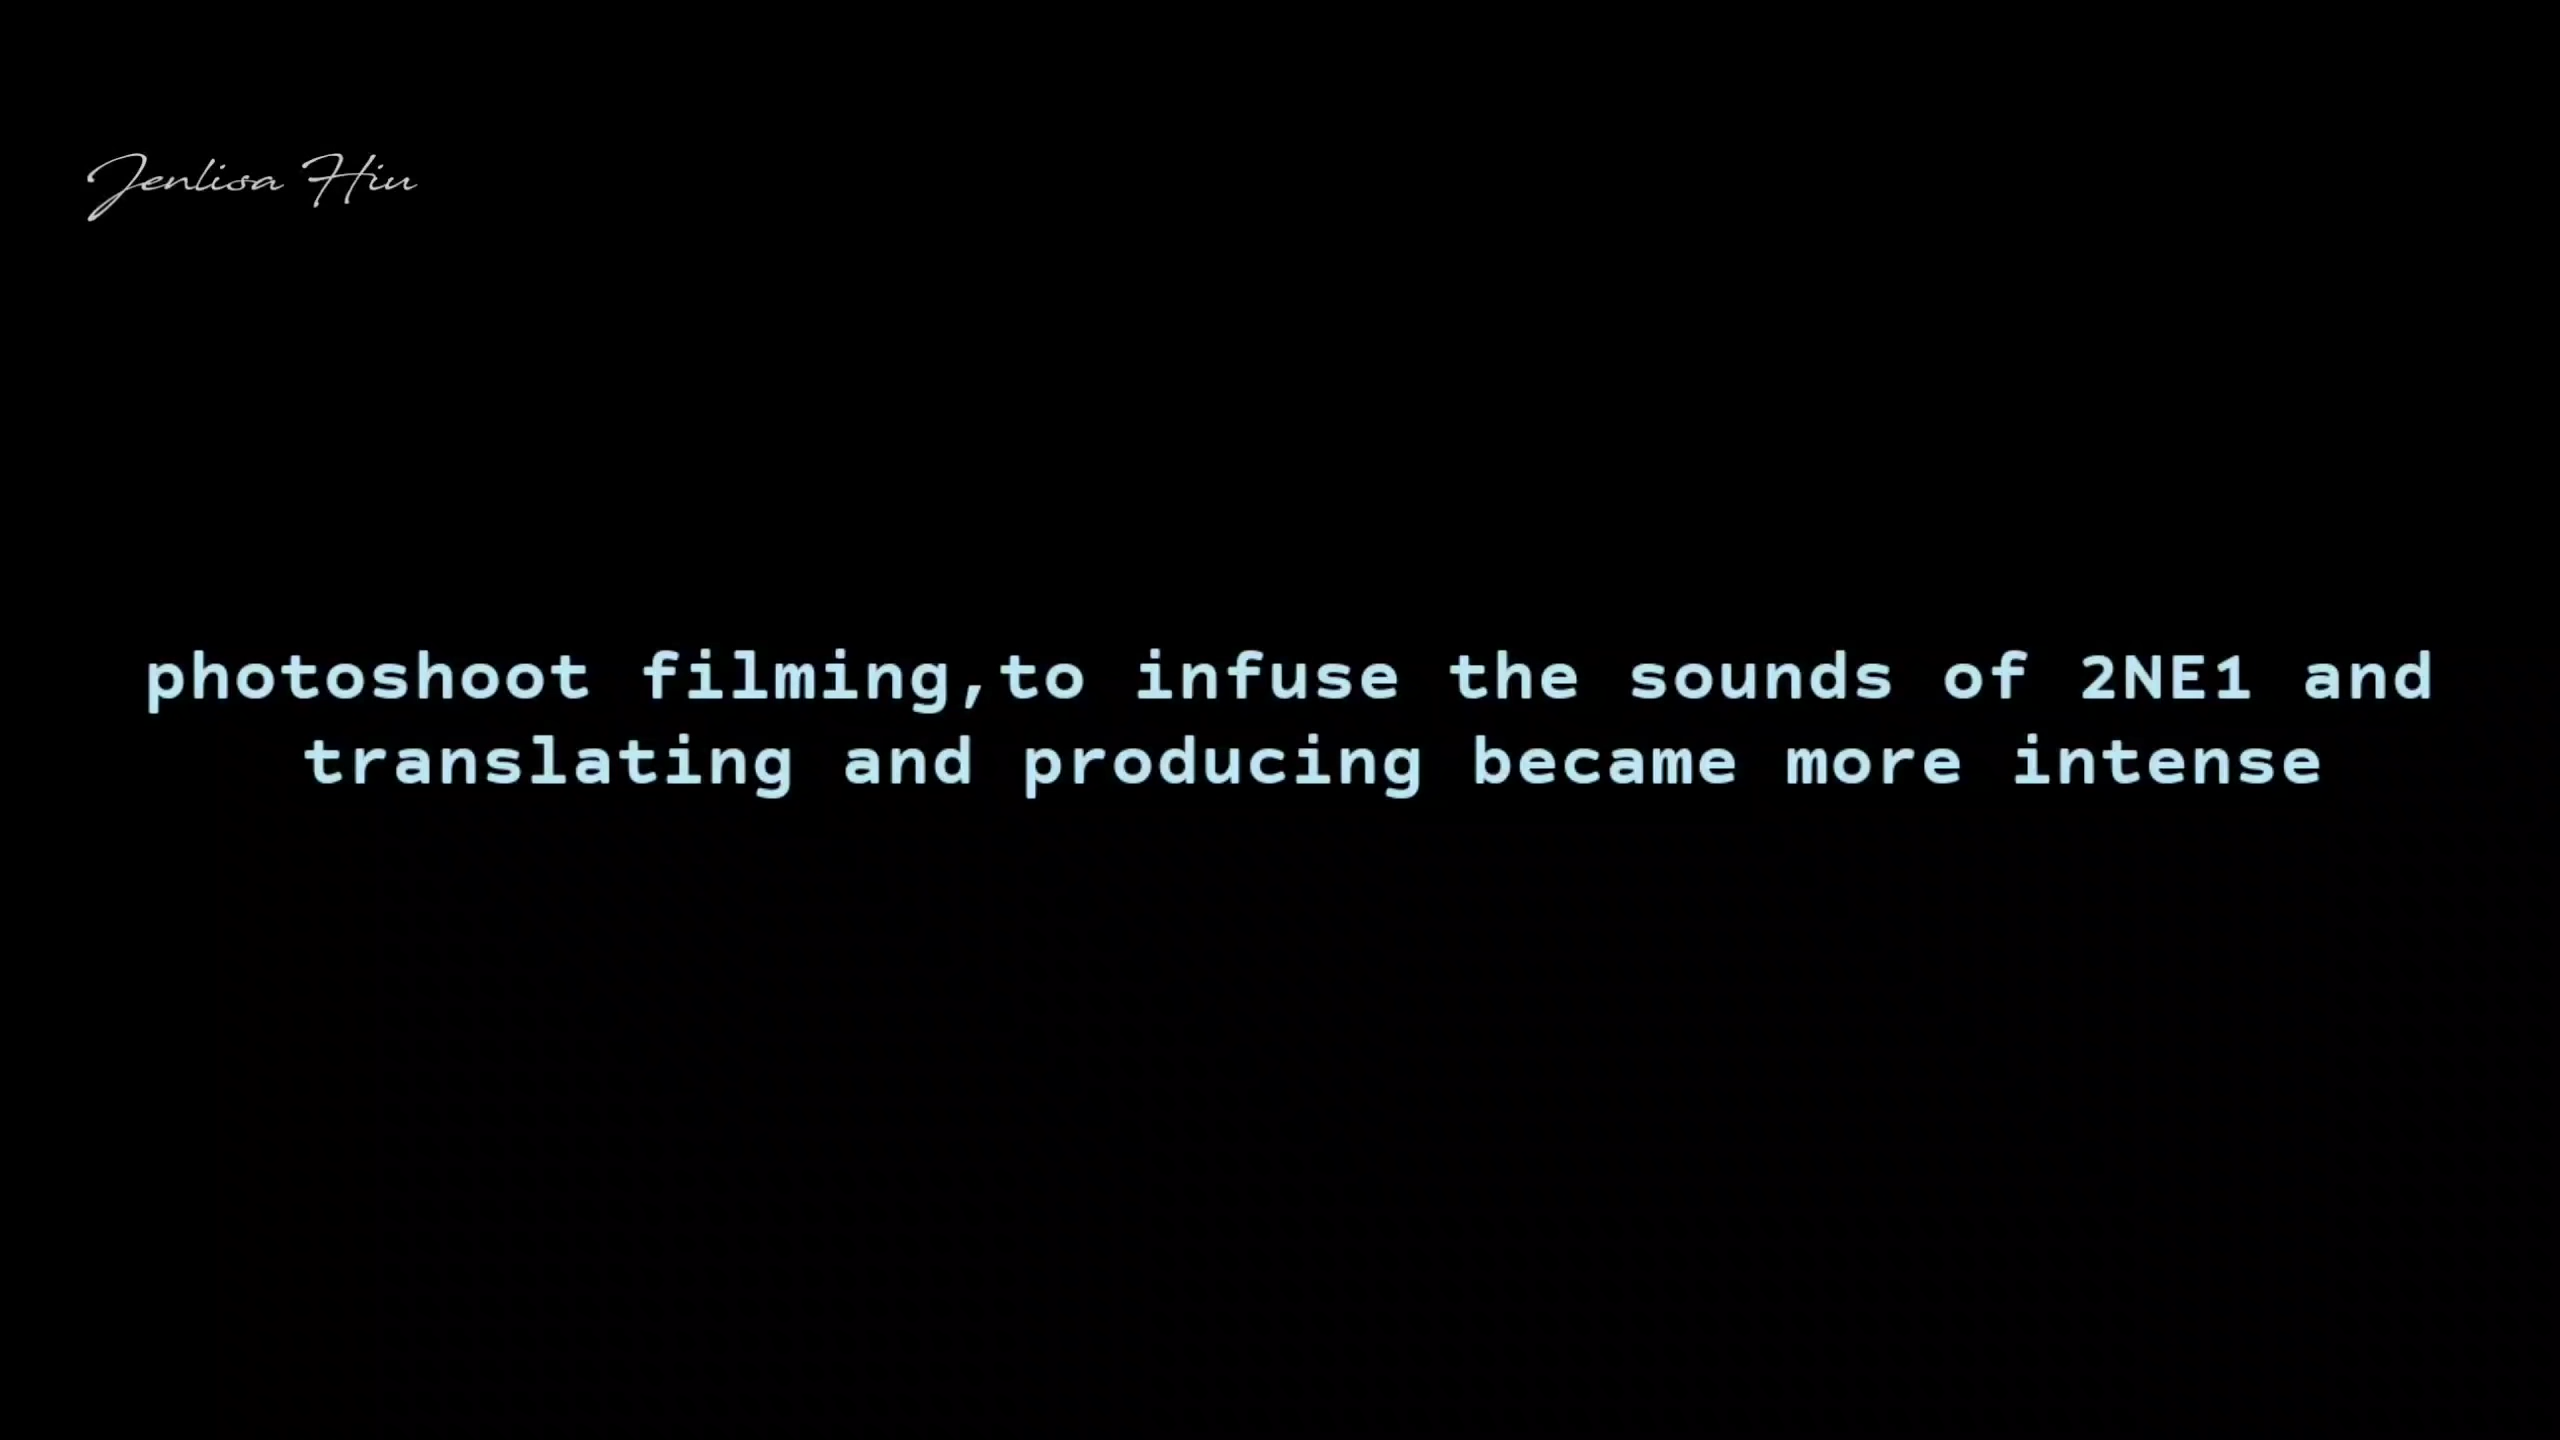 Jenlisa Hiu
photoshoot filming,to infuse the sounds of 2NE1 and
translating and producing became more intense